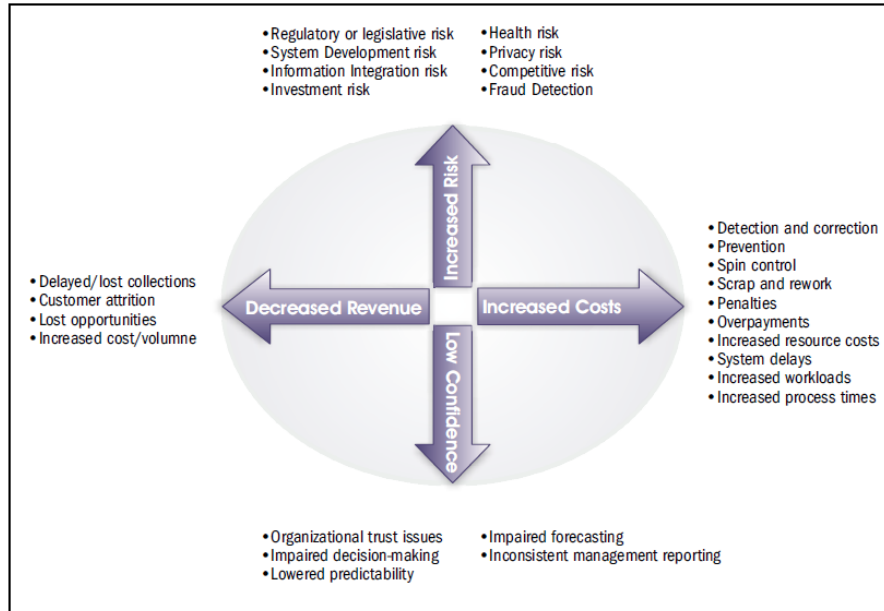 • Regulatory or legislative risk
• System Development risk
• Information Integration risk
• Investment risk
• Health risk
• Privacy risk
• Competitive risk
• Fraud Detection
Increased Risk
• Delayed/lost collections
• Customer attrition
• Lost opportunities
• Increased cost/volumne
Decreased Revenue
Increased Costs
• Detection and correction
• Prevention
• Spin control
• Scrap and rework
• Penalties
• Overpayments
• Increased resource costs
• System delays
• Increased workloads
• Increased process times
Low Confidence
• Organizational trust issues
• Impaired decision-making
• Lowered predictability
• Impaired forecasting
• Inconsistent management reporting